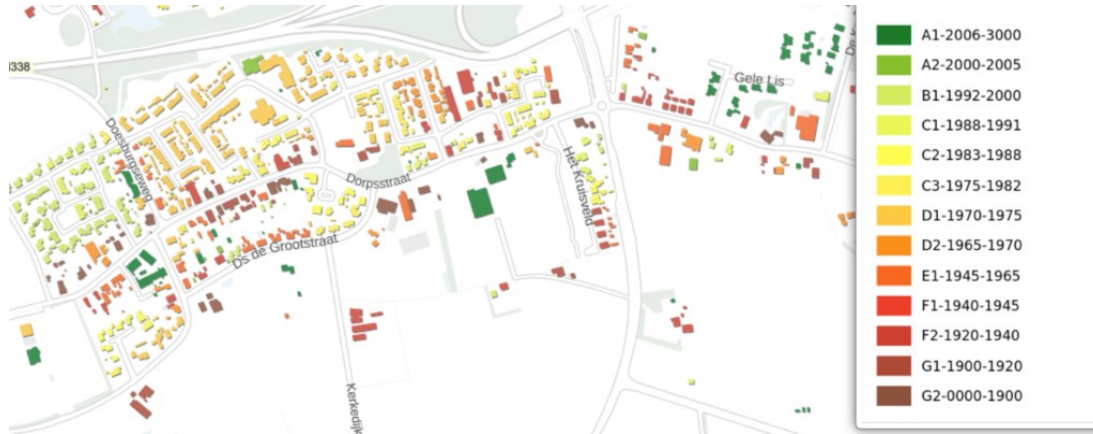 338
Doesburgseweg
Dorpsstraat
Ds de Grootstraat
Het Kruisveld
Kerkedijk
Gele Lis
A1-2006-3000
A2-2000-2005
B1-1992-2000
C1-1988-1991
C2-1983-1988
C3-1975-1982
D1-1970-1975
D2-1965-1970
E1-1945-1965
F1-1940-1945
F2-1920-1940
G1-1900-1920
G2-0000-1900